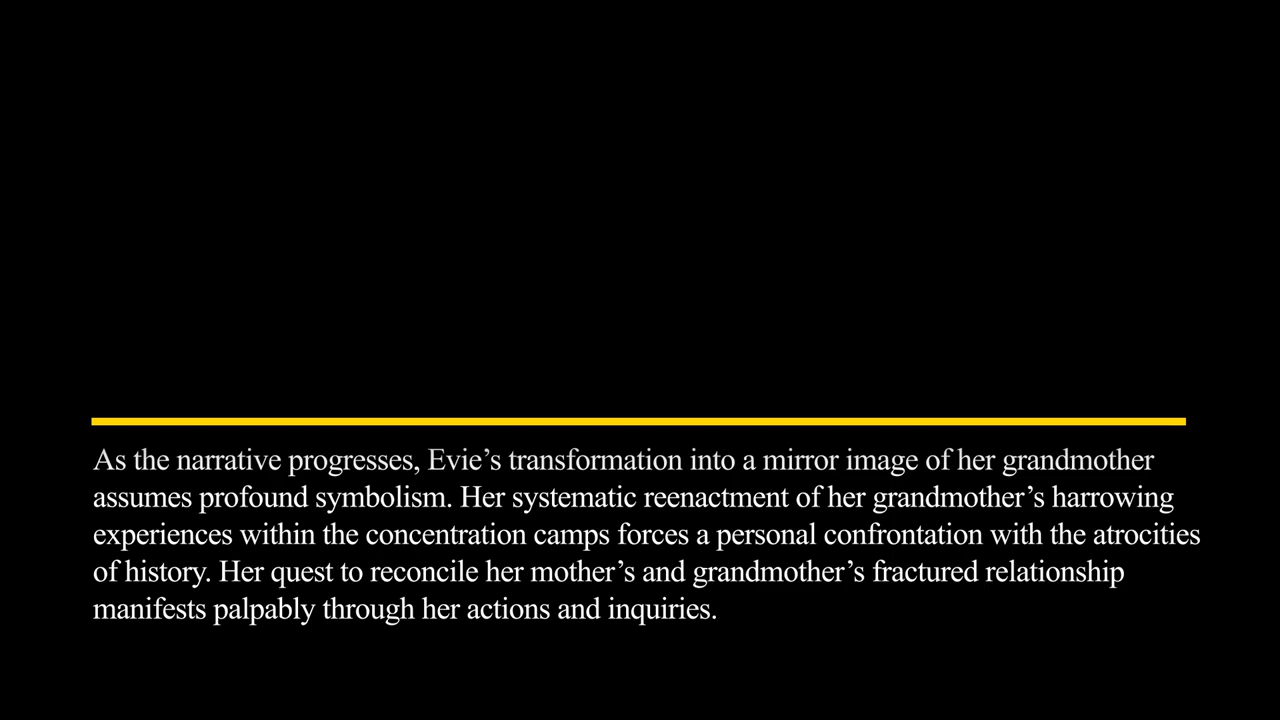 As the narrative progresses, Evie’s transformation into a mirror image of her grandmother
assumes profound symbolism. Her systematic reenactment of her grandmother’s harrowing
experiences within the concentration camps forces a personal confrontation with the atrocities
of history. Her quest to reconcile her mother’s and grandmother’s fractured relationship
manifests palpably through her actions and inquiries.